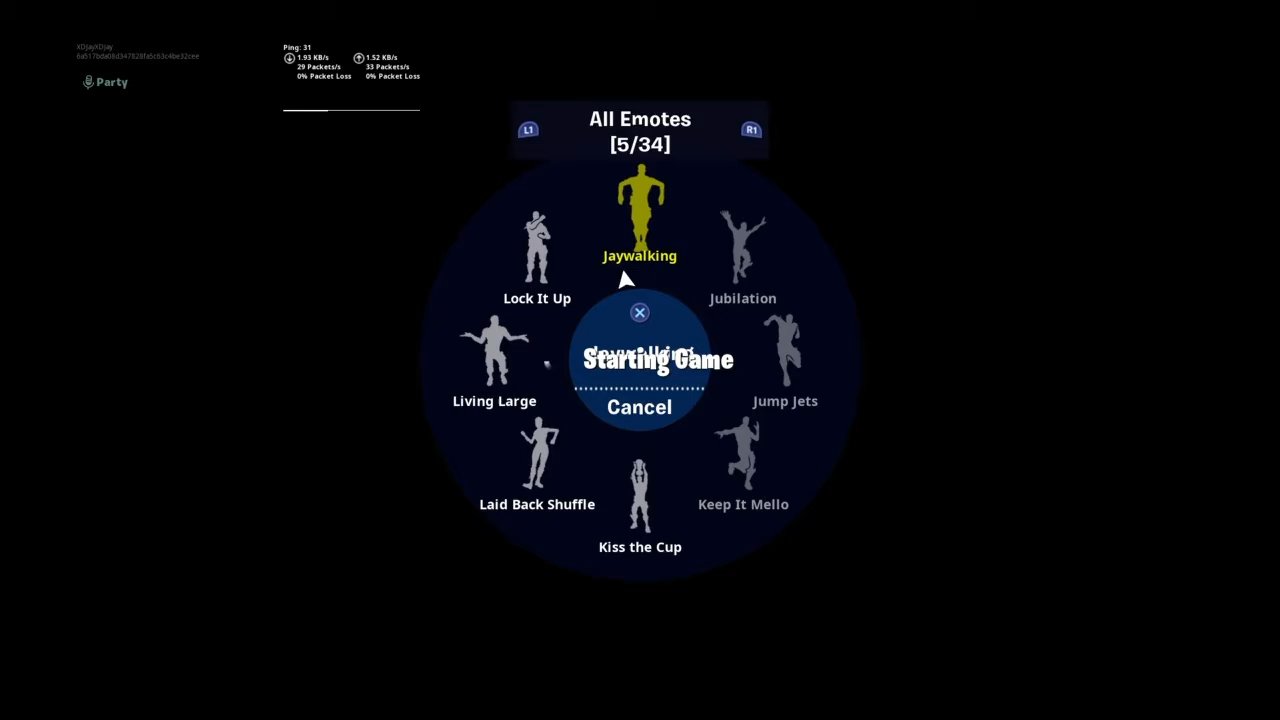 XDJayXDJay
Party
Ping: 31
1.93 KB/s
1.52 KB/s
29 Packets/s
33 Packets/s
0% Packet Loss
0% Packet Loss
L1
All Emotes
[5/34]
R1
Jaywalking
Lock It Up
Jubilation
Jaywalking
Starting Game
Living Large
Cancel
Jump Jets
Laid Back Shuffle
Keep It Mello
Kiss the Cup